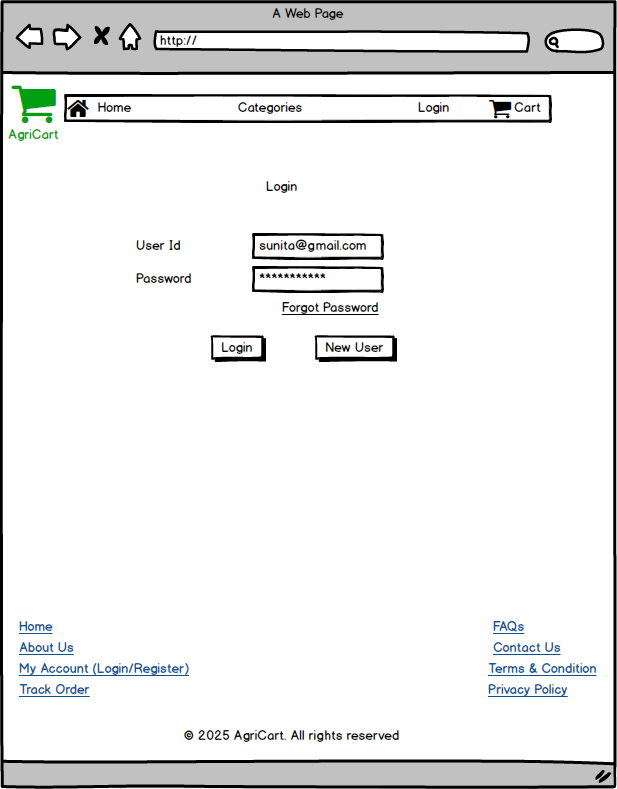 A Web Page
http://
Home Categories Login Cart
AgriCart
Login
User Id sunita@gmail.com
Password ***********
Forgot Password
Login New User
Home FAQs
About Us Contact Us
My Account (Login/Register) Terms & Condition
Track Order Privacy Policy
© 2025 AgriCart. All rights reserved